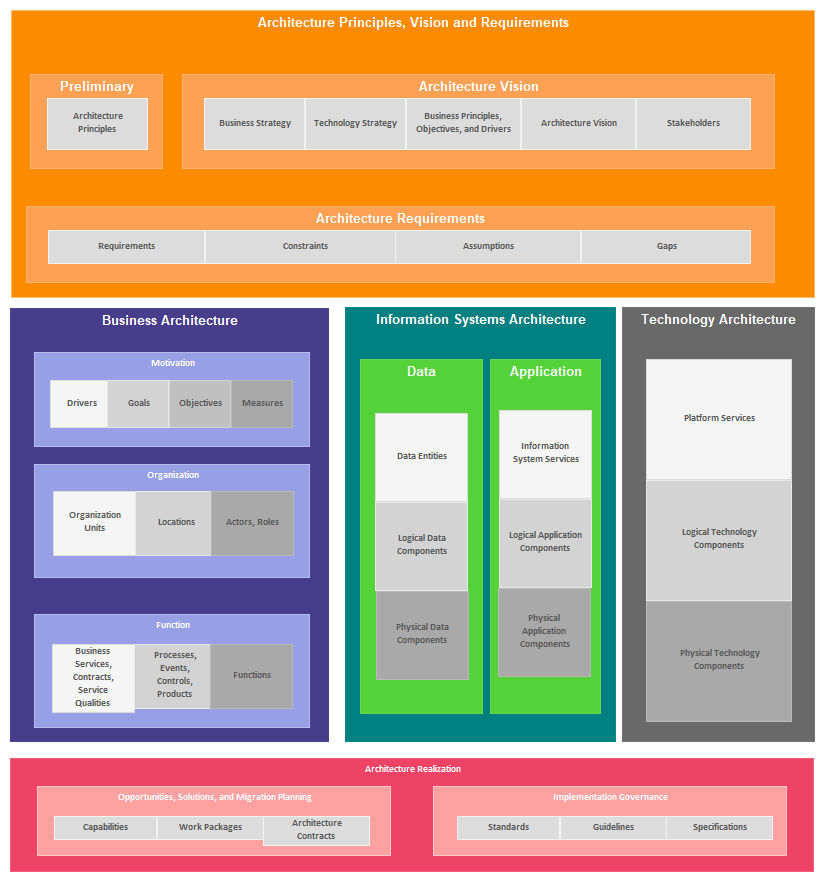 Architecture Principles, Vision and Requirements
Preliminary
Architecture
Principles
Architecture Vision
Business Strategy
Technology Strategy
Business Principles,
Objectives, and Drivers
Architecture Vision
Stakeholders
Architecture Requirements
Requirements
Constraints
Assumptions
Gaps
Business Architecture
Motivation
Drivers
Goals
Objectives
Measures
Organization
Organization
Units
Locations
Actors, Roles
Function
Business
Services,
Contracts,
Service
Qualities
Processes,
Events,
Controls,
Products
Functions
Information Systems Architecture
Data
Data Entities
Logical Data
Components
Physical Data
Components
Application
Information
System Services
Logical Application
Components
Physical
Application
Components
Technology Architecture
Platform Services
Logical Technology
Components
Physical Technology
Components
Architecture Realization
Opportunities, Solutions, and Migration Planning
Capabilities
Work Packages
Architecture
Contracts
Implementation Governance
Standards
Guidelines
Specifications